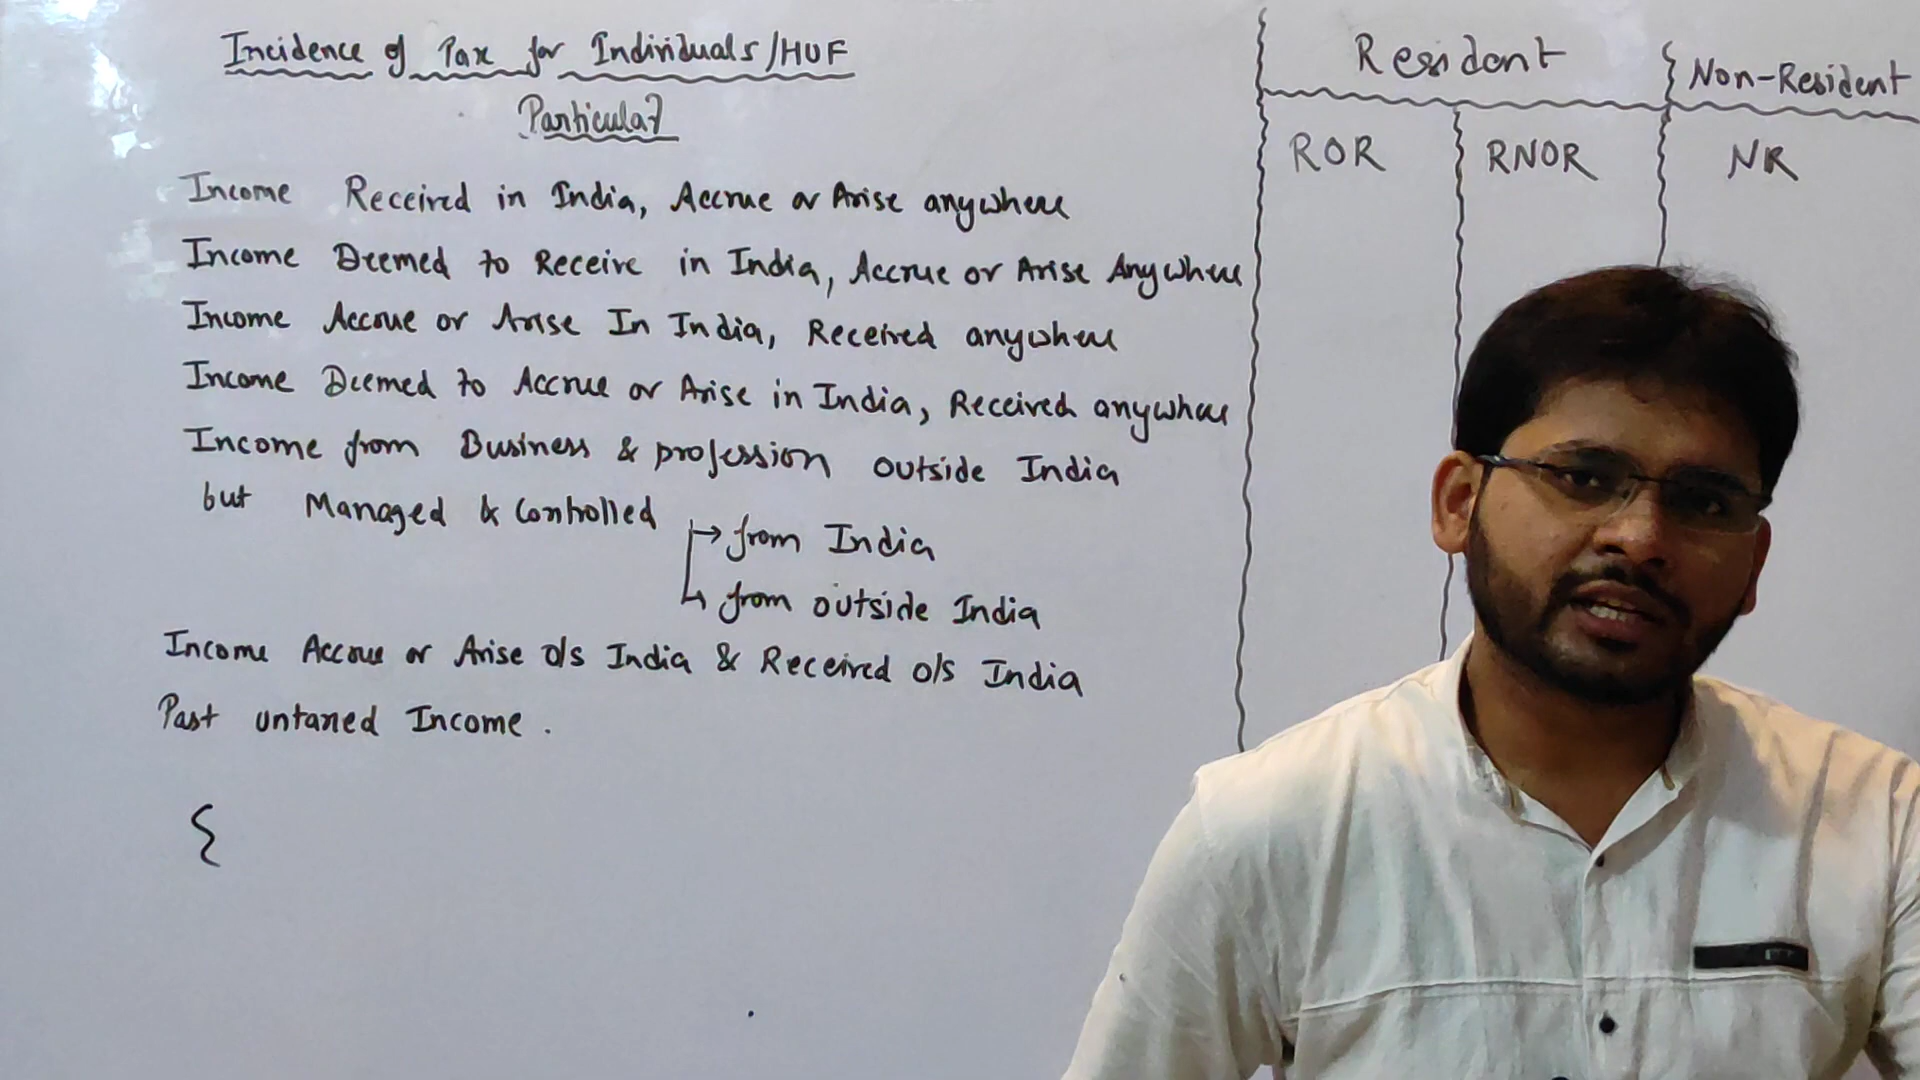 Incidence of Tax for Individuals/HUF
Particular
Resident
Non-Resident
ROR
RNOR
NR
Income Received in India, Accrue or Arise anywhere
Income Deemed to Receive in India, Accrue or Arise Anywhere
Income Accrue or Arise In India, Received anywhere
Income Deemed to Accrue or Arise in India, Received anywhere
Income from Business & profession outside India
but Managed & Controlled
→ from India
↳ from outside India
Income Accrue or Arise o/s India & Received o/s India
Past untaxed Income.